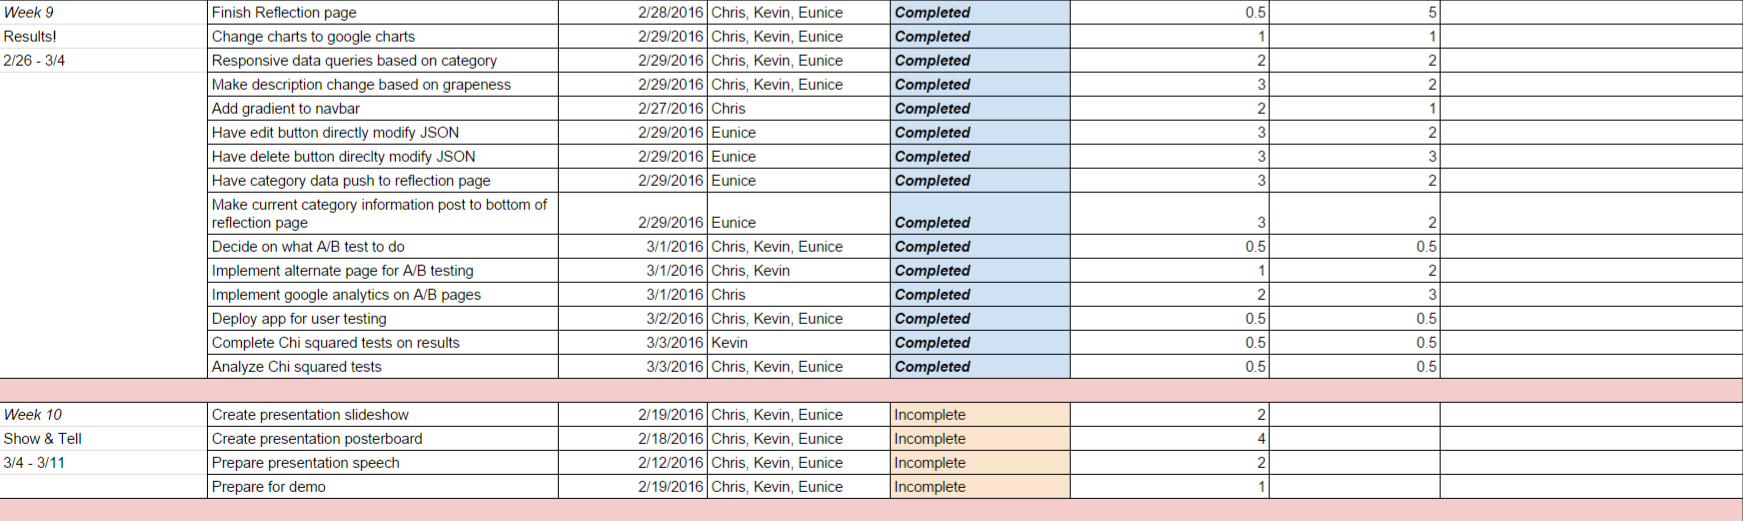 Week 9 Finish Reflection page 2/28/2016 Chris, Kevin, Eunice Completed 0.5 5
Results! Change charts to google charts 2/29/2016 Chris, Kevin, Eunice Completed 1 1
2/26 - 3/4 Responsive data queries based on category 2/29/2016 Chris, Kevin, Eunice Completed 2 2
Make description change based on grapeness 2/29/2016 Chris, Kevin, Eunice Completed 3 2
Add gradient to navbar 2/27/2016 Chris Completed 2 1
Have edit button directly modify JSON 2/29/2016 Eunice Completed 3 2
Have delete button direclty modify JSON 2/29/2016 Eunice Completed 3 3
Have category data push to reflection page 2/29/2016 Eunice Completed 3 2
Make current category information post to bottom of
reflection page 2/29/2016 Eunice Completed 3 2
Decide on what A/B test to do 3/1/2016 Chris, Kevin, Eunice Completed 0.5 0.5
Implement alternate page for A/B testing 3/1/2016 Chris, Kevin Completed 1 2
Implement google analytics on A/B pages 3/1/2016 Chris Completed 2 3
Deploy app for user testing 3/2/2016 Chris, Kevin, Eunice Completed 0.5 0.5
Complete Chi squared tests on results 3/3/2016 Kevin Completed 0.5 0.5
Analyze Chi squared tests 3/3/2016 Chris, Kevin, Eunice Completed 0.5 0.5
Week 10 Create presentation slideshow 2/19/2016 Chris, Kevin, Eunice Incomplete 2
Show & Tell Create presentation posterboard 2/18/2016 Chris, Kevin, Eunice Incomplete 4
3/4 - 3/11 Prepare presentation speech 2/12/2016 Chris, Kevin, Eunice Incomplete 2
Prepare for demo 2/19/2016 Chris, Kevin, Eunice Incomplete 1